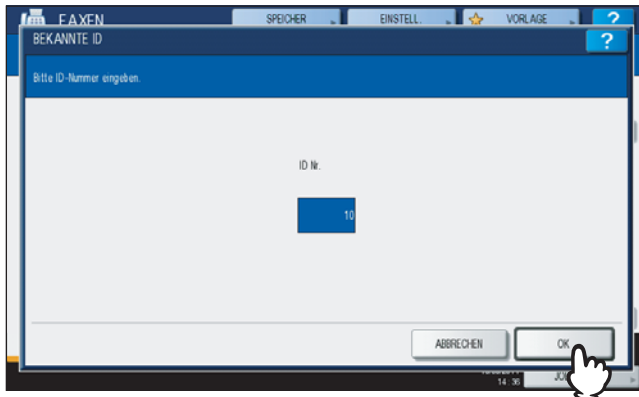 FAXEN SPEICHER EINSTELL. VORLAGE ?
BEKANNTE ID ?
Bitte ID-Nummer eingeben.
ID Nr.
10
ABBRECHEN OK
14:36